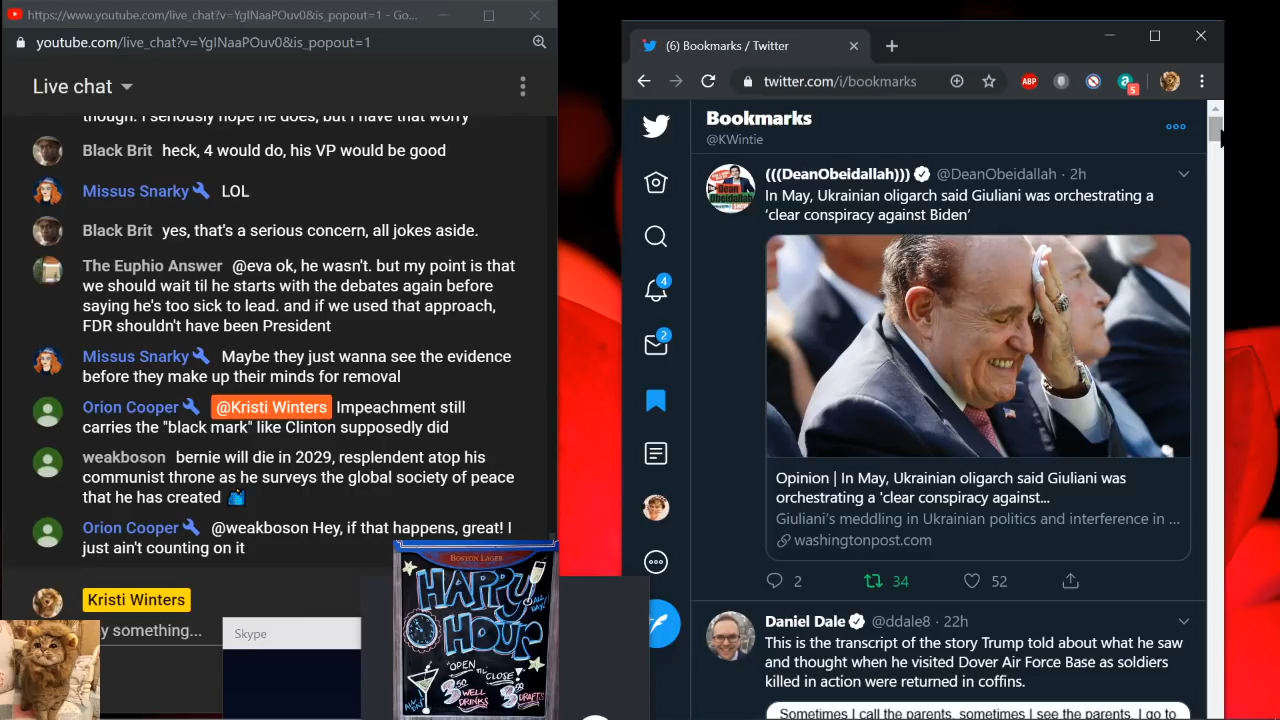 https://www.youtube.com/live_chat?v=YgINaaPOuv0&is_popout=1 - Go...
youtube.com/live_chat?v=YgINaaPOuv0&is_popout=1
Live chat
though. I seriously hope he does, but I have that worry
Black Brit heck, 4 would do, his VP would be good
Missus Snarky LOL
Black Brit yes, that's a serious concern, all jokes aside.
The Euphio Answer @eva ok, he wasn't. but my point is that
we should wait til he starts with the debates again before
saying he's too sick to lead. and if we used that approach,
FDR shouldn't have been President
Missus Snarky Maybe they just wanna see the evidence
before they make up their minds for removal
Orion Cooper @Kristi Winters Impeachment still
carries the "black mark" like Clinton supposedly did
weakboson bernie will die in 2029, resplendent atop his
communist throne as he surveys the global society of peace
that he has created
Orion Cooper @weakboson Hey, if that happens, great! I
just ain't counting on it
Kristi Winters
y something...
Skype
BOSTON LAGER
HAPPY
ALL
DAY!
HOUR
"OPEN 'TIL CLOSE"
350 WELL
DRINKS
3 DRAFTS
(6) Bookmarks / Twitter
twitter.com/i/bookmarks
ABP
5
Bookmarks
@KWintie
4
2
(((DeanObeidallah))) @DeanObeidallah · 2h
In May, Ukrainian oligarch said Giuliani was orchestrating a
'clear conspiracy against Biden'
Opinion | In May, Ukrainian oligarch said Giuliani was
orchestrating a 'clear conspiracy against...
Giuliani's meddling in Ukrainian politics and interference in ...
washingtonpost.com
2 34 52
Daniel Dale @ddale8 · 22h
This is the transcript of the story Trump told about what he saw
and thought when he visited Dover Air Force Base as soldiers
killed in action were returned in coffins.
Sometimes I call the parents, sometimes I see the parents, I go to